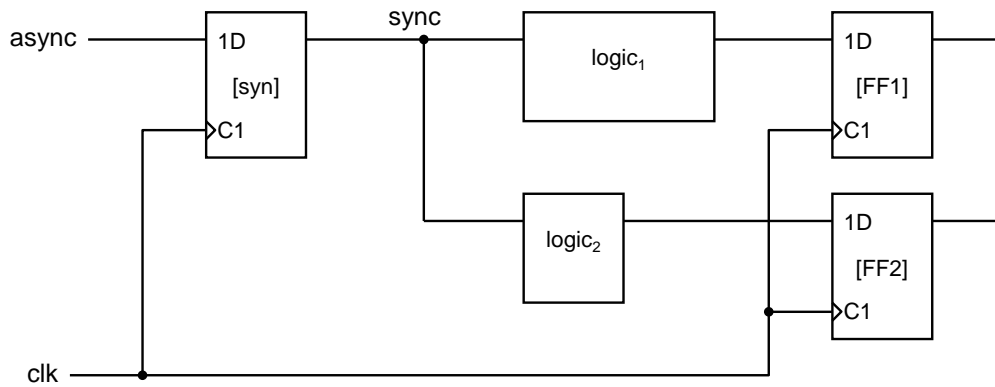 sync
async
1D
[syn]
C1
logic₁
1D
[FF1]
C1
logic₂
1D
[FF2]
C1
clk